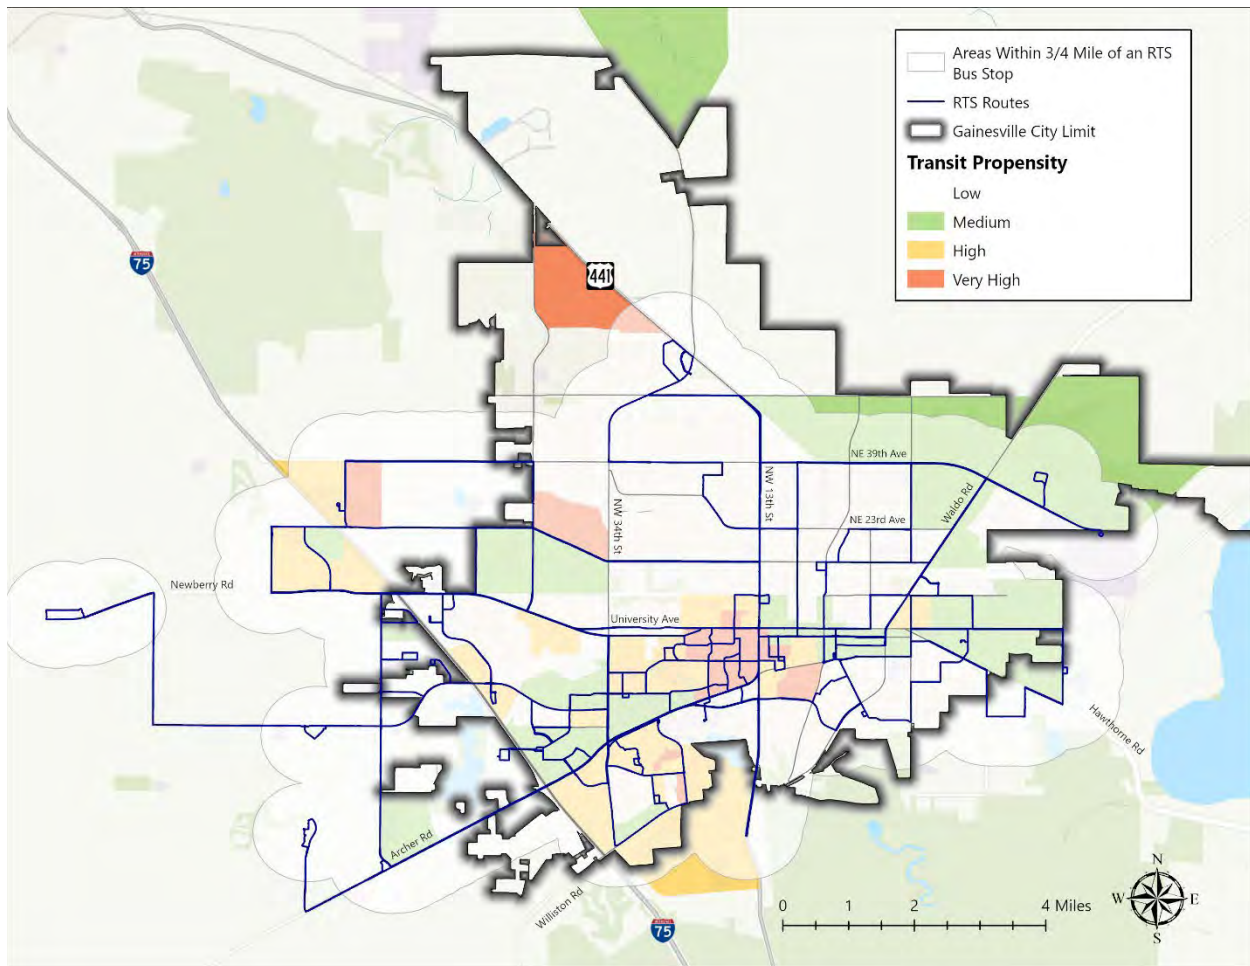 Areas Within 3/4 Mile of an RTS
Bus Stop
RTS Routes
Gainesville City Limit
Transit Propensity
Low
Medium
High
Very High
75
441
NE 39th Ave
NW 13th St
Waldo Rd
NW 34th St
NE 23rd Ave
Newberry Rd
University Ave
Hawthorne Rd
Archer Rd
Williston Rd
75
0 1 2 4 Miles
N
W E
S